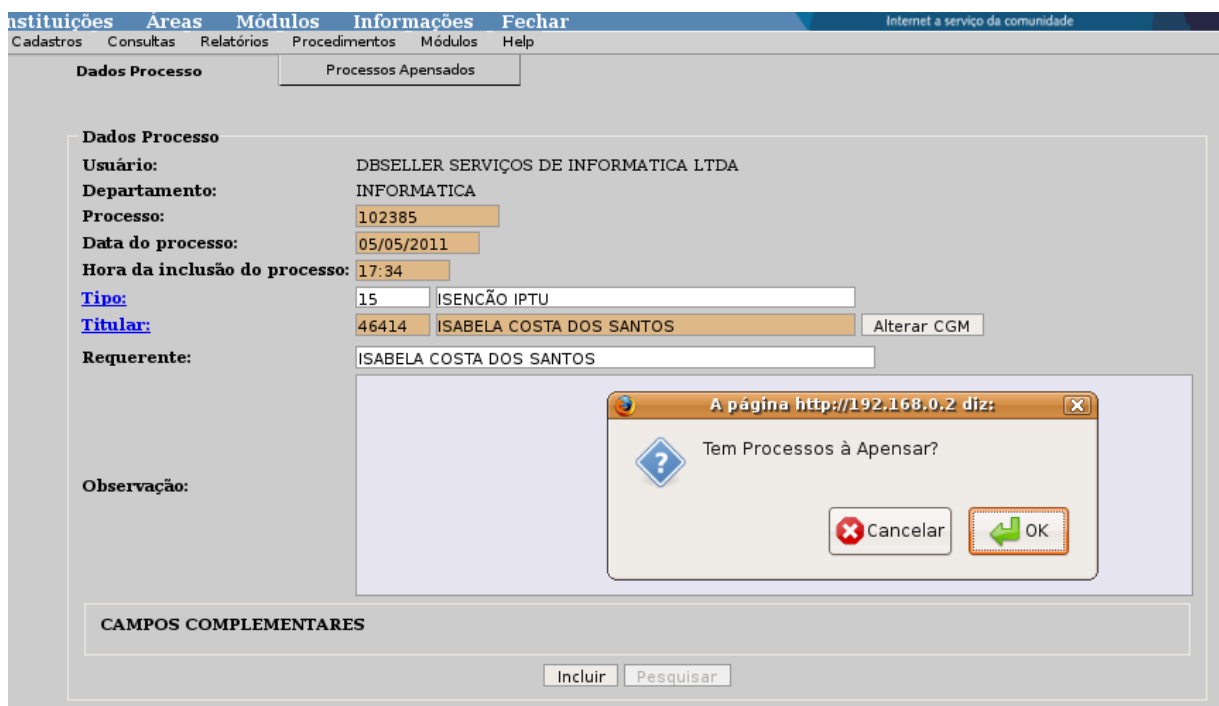 nstituições Áreas Módulos Informações Fechar Internet a serviço da comunidade
Cadastros Consultas Relatórios Procedimentos Módulos Help
Dados Processo Processos Apensados
Dados Processo
Usuário: DBSELLER SERVIÇOS DE INFORMATICA LTDA
Departamento: INFORMATICA
Processo: 102385
Data do processo: 05/05/2011
Hora da inclusão do processo: 17:34
Tipo: 15 ISENCÃO IPTU
Titular: 46414 ISABELA COSTA DOS SANTOS Alterar CGM
Requerente: ISABELA COSTA DOS SANTOS
A página http://192.168.0.2 diz:
Tem Processos à Apensar?
Observação:
Cancelar OK
CAMPOS COMPLEMENTARES
Incluir Pesquisar